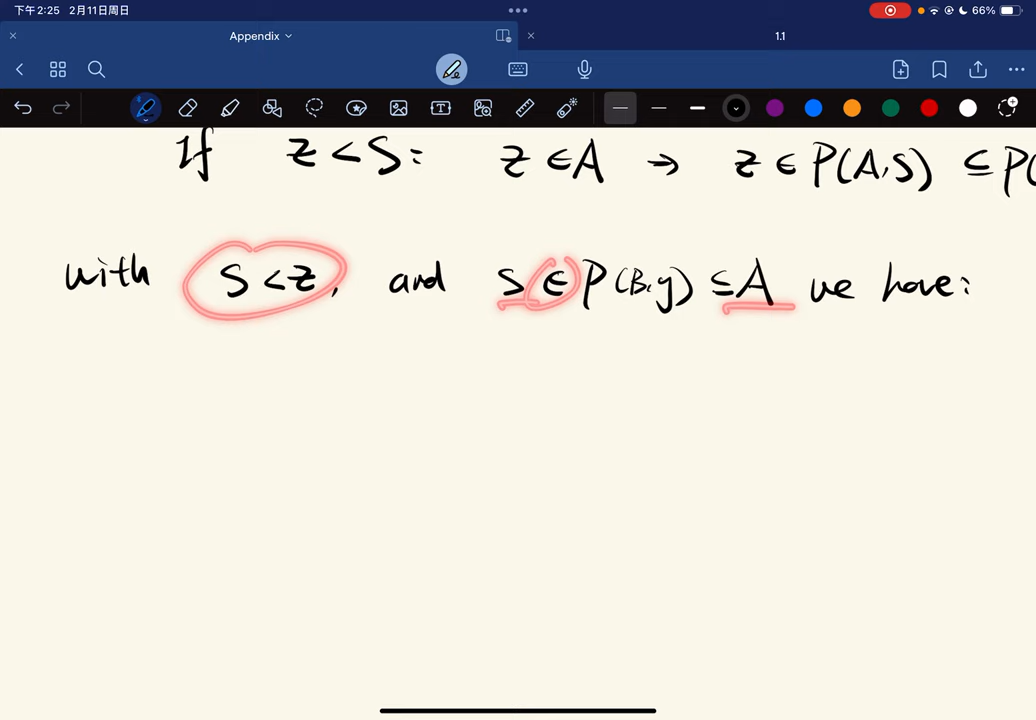 下午2:25 2月11日周日
66%
Appendix
1.1
If z < S: z ∈ A → z ∈ P(A,S) ⊆ P(
with S < z, and S ∈ P(B,y) ⊆ A we have: